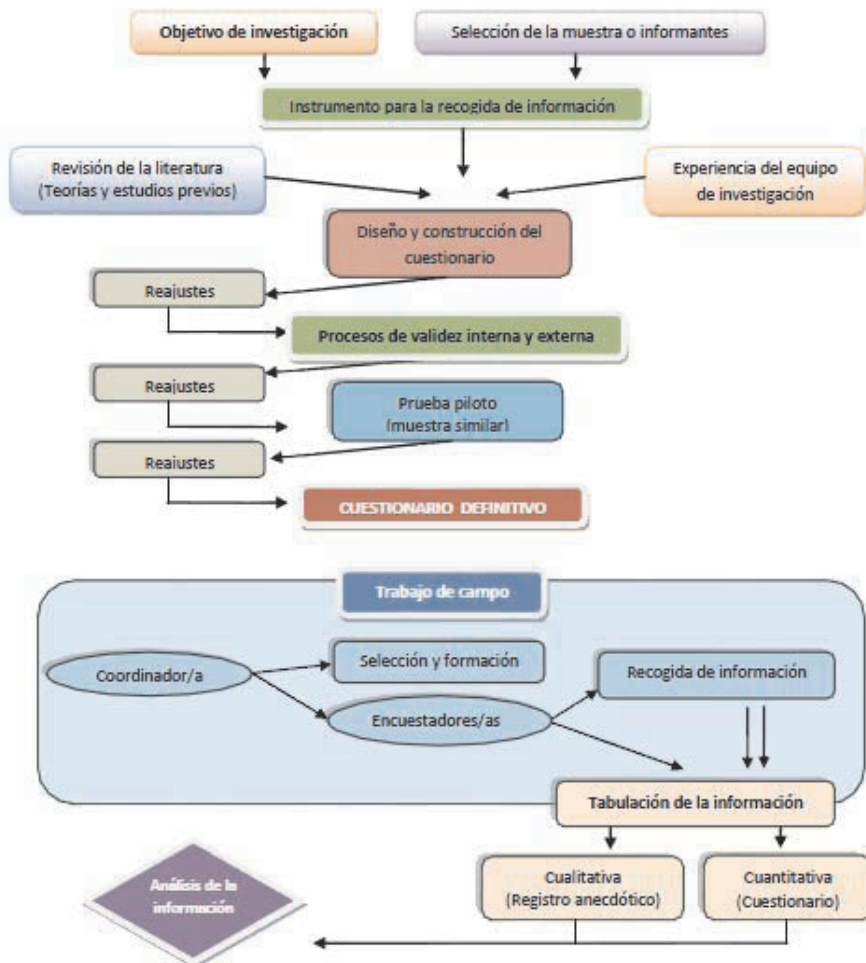 Objetivo de investigación
Selección de la muestra o informantes
Instrumento para la recogida de información
Revisión de la literatura
(Teorías y estudios previos)
Experiencia del equipo
de investigación
Diseño y construcción del
cuestionario
Reajustes
Procesos de validez interna y externa
Reajustes
Prueba piloto
(muestra similar)
Reajustes
CUESTIONARIO DEFINITIVO
Trabajo de campo
Coordinador/a
Selección y formación
Recogida de información
Encuestadores/as
Tabulación de la información
Análisis de la
información
Cualitativa
(Registro anecdótico)
Cuantitativa
(Cuestionario)